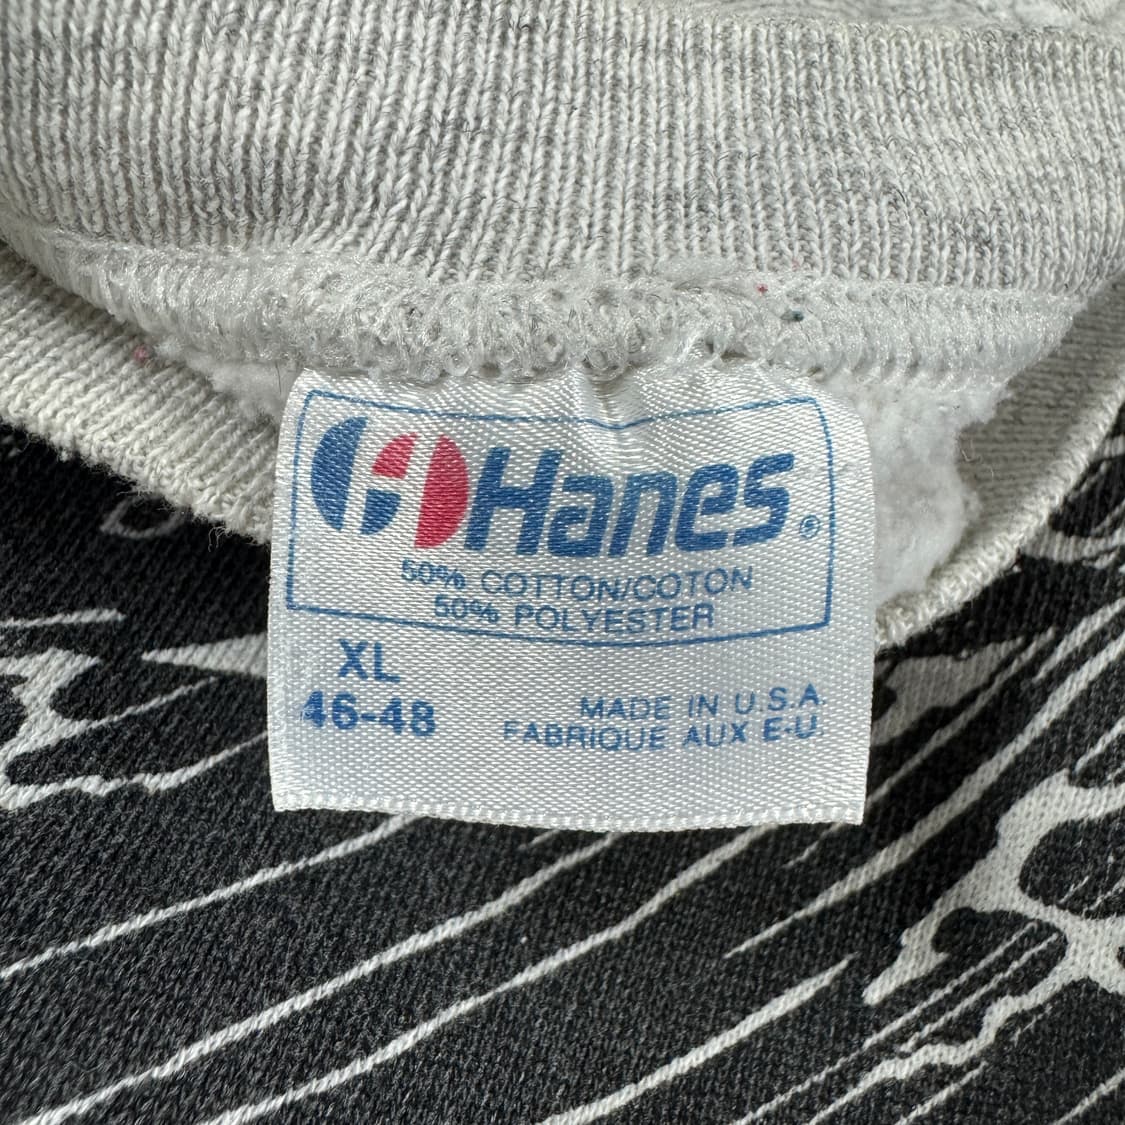 Hanes®
50% COTTON/COTON
50% POLYESTER
XL
46-48
MADE IN U.S.A.
FABRIQUE AUX E-U.